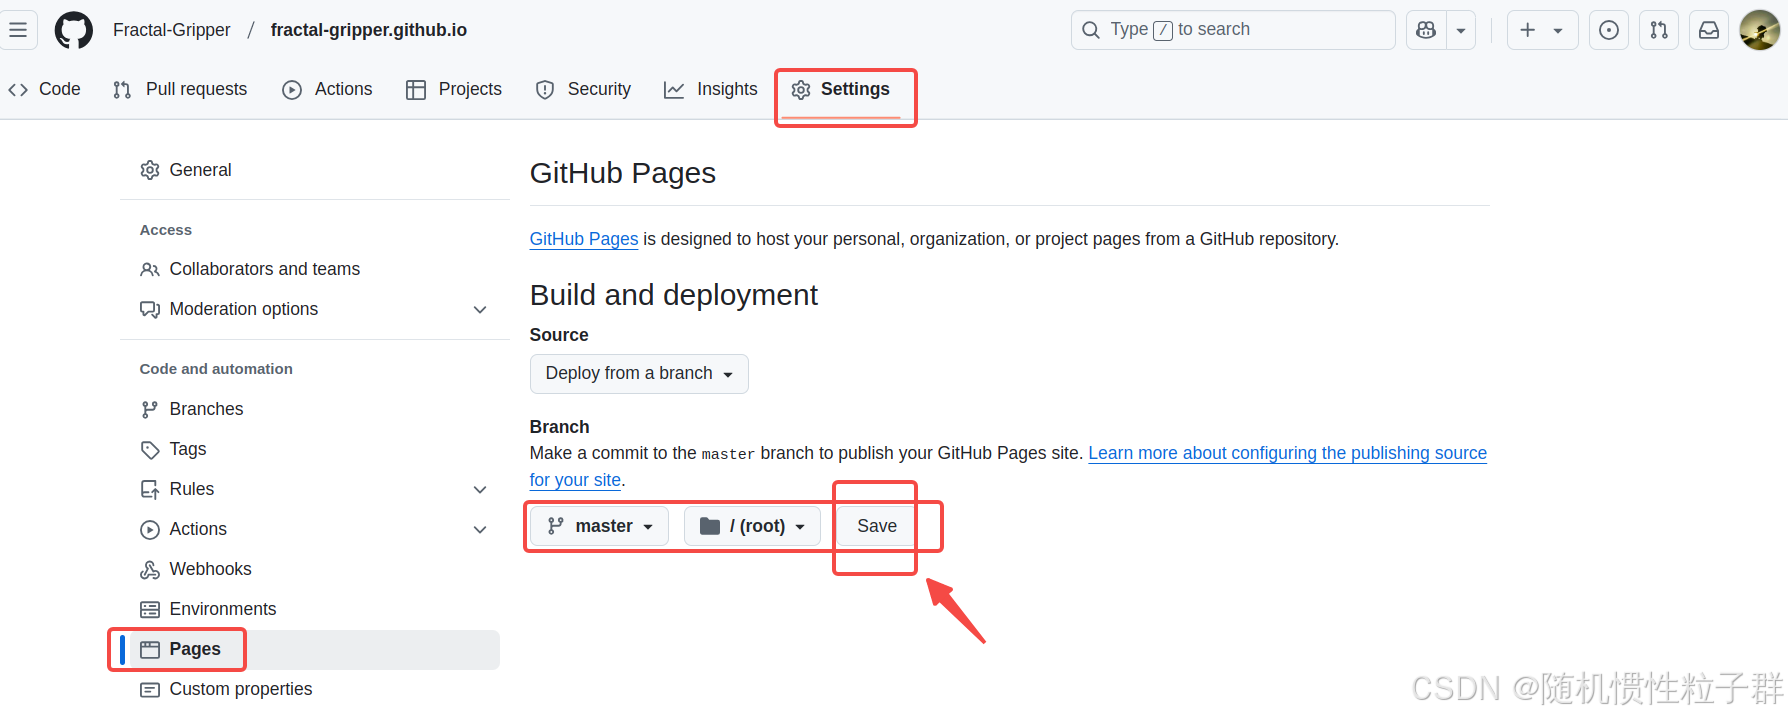 Fractal-Gripper / fractal-gripper.github.io
Type / to search
Code Pull requests Actions Projects Security Insights Settings
General
Access
Collaborators and teams
Moderation options
Code and automation
Branches
Tags
Rules
Actions
Webhooks
Environments
Pages
Custom properties
GitHub Pages
GitHub Pages is designed to host your personal, organization, or project pages from a GitHub repository.
Build and deployment
Source
Deploy from a branch
Branch
Make a commit to the master branch to publish your GitHub Pages site. Learn more about configuring the publishing source
for your site.
master / (root) Save
CSDN @随机惯性粒子群